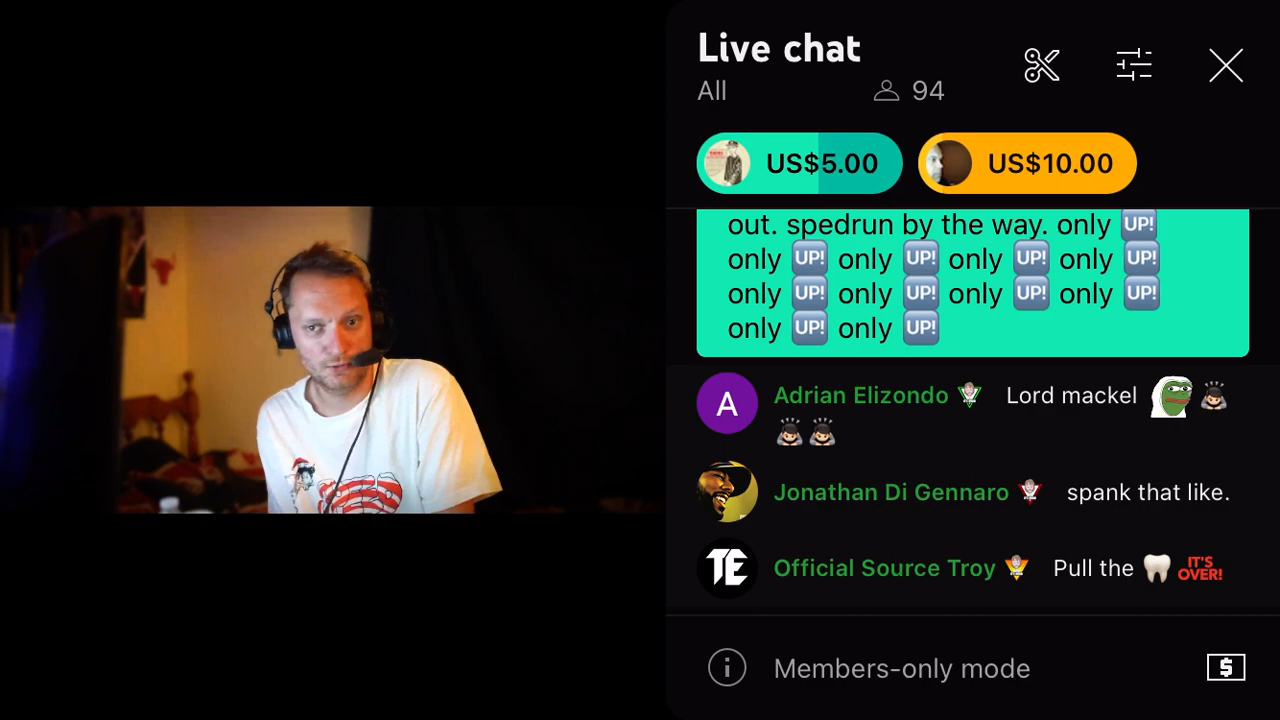 Live chat
All 94
US$5.00 US$10.00
out. spedrun by the way. only UP!
only UP! only UP! only UP! only UP!
only UP! only UP! only UP! only UP!
only UP! only UP!
A Adrian Elizondo Lord mackel
Jonathan Di Gennaro spank that like.
TE Official Source Troy Pull the IT'S OVER!
Members-only mode